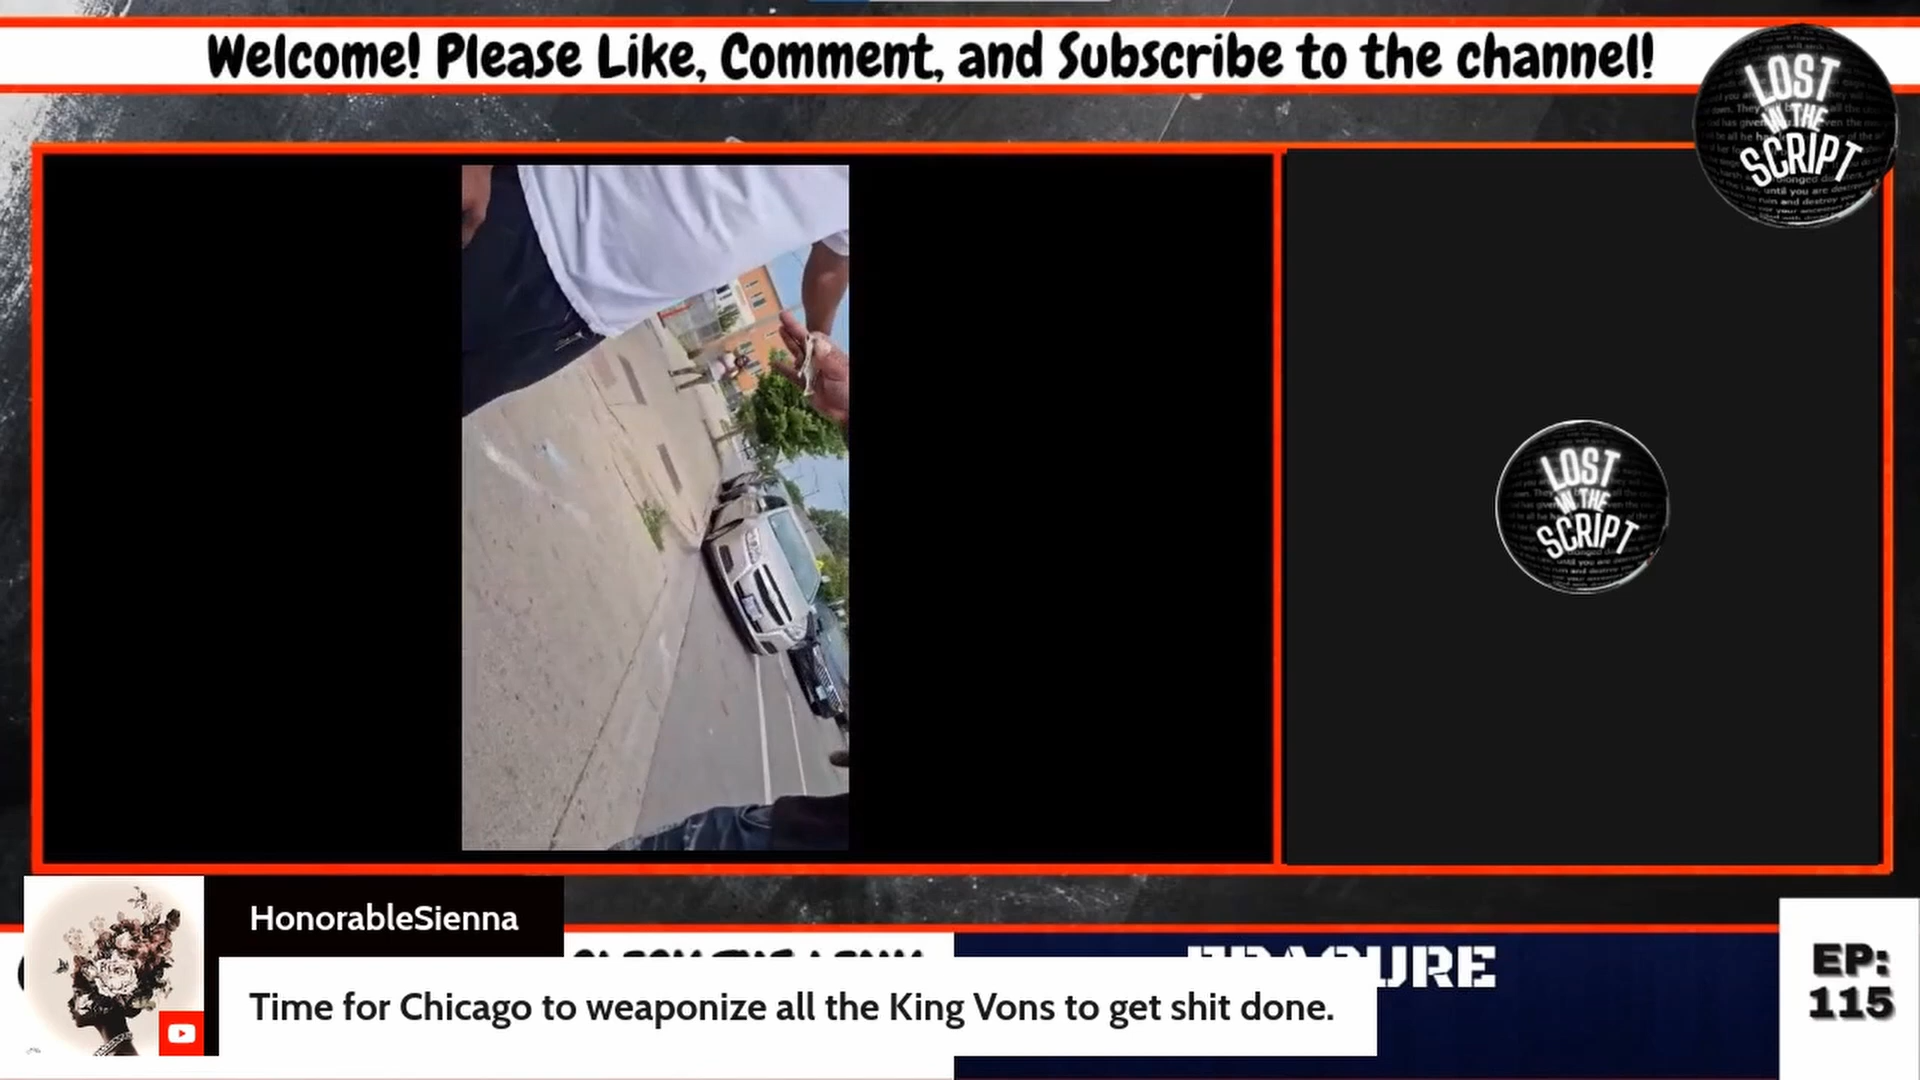 Welcome! Please Like, Comment, and Subscribe to the channel!
LOST
IN THE
SCRIPT
LOST
IN THE
SCRIPT
HonorableSienna
Time for Chicago to weaponize all the King Vons to get shit done.
EP:
115